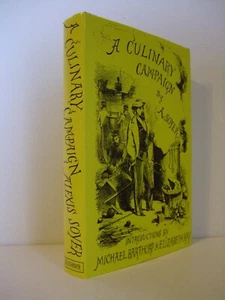 A CULINARY
CAMPAIGN
by
A. SOYER
INTRODUCTIONS BY
MICHAEL BARTHORP & ELIZABETH RAY
A CULINARY CAMPAIGN ALEXIS SOYER